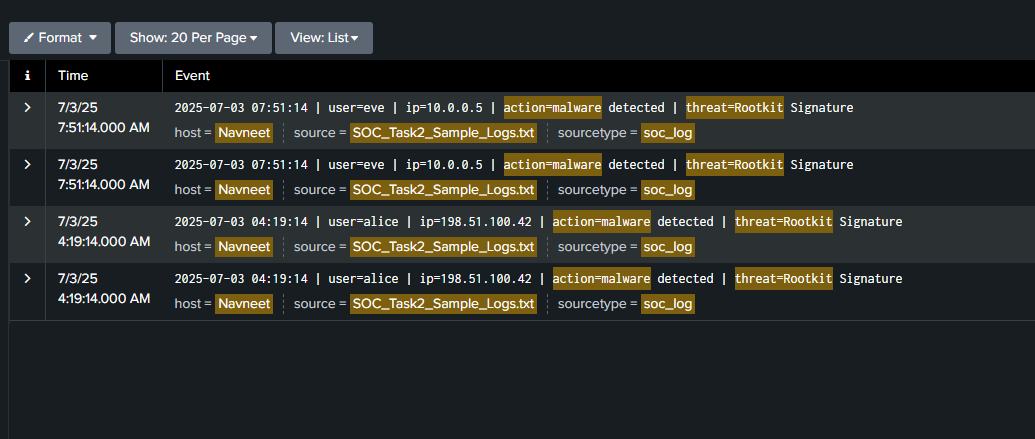 Format Show: 20 Per Page View: List
i Time Event
7/3/25 2025-07-03 07:51:14 | user=eve | ip=10.0.0.5 | action=malware detected | threat=Rootkit Signature
7:51:14.000 AM host = Navneet source = SOC_Task2_Sample_Logs.txt sourcetype = soc_log
7/3/25 2025-07-03 07:51:14 | user=eve | ip=10.0.0.5 | action=malware detected | threat=Rootkit Signature
7:51:14.000 AM host = Navneet source = SOC_Task2_Sample_Logs.txt sourcetype = soc_log
7/3/25 2025-07-03 04:19:14 | user=alice | ip=198.51.100.42 | action=malware detected | threat=Rootkit Signature
4:19:14.000 AM host = Navneet source = SOC_Task2_Sample_Logs.txt sourcetype = soc_log
7/3/25 2025-07-03 04:19:14 | user=alice | ip=198.51.100.42 | action=malware detected | threat=Rootkit Signature
4:19:14.000 AM host = Navneet source = SOC_Task2_Sample_Logs.txt sourcetype = soc_log